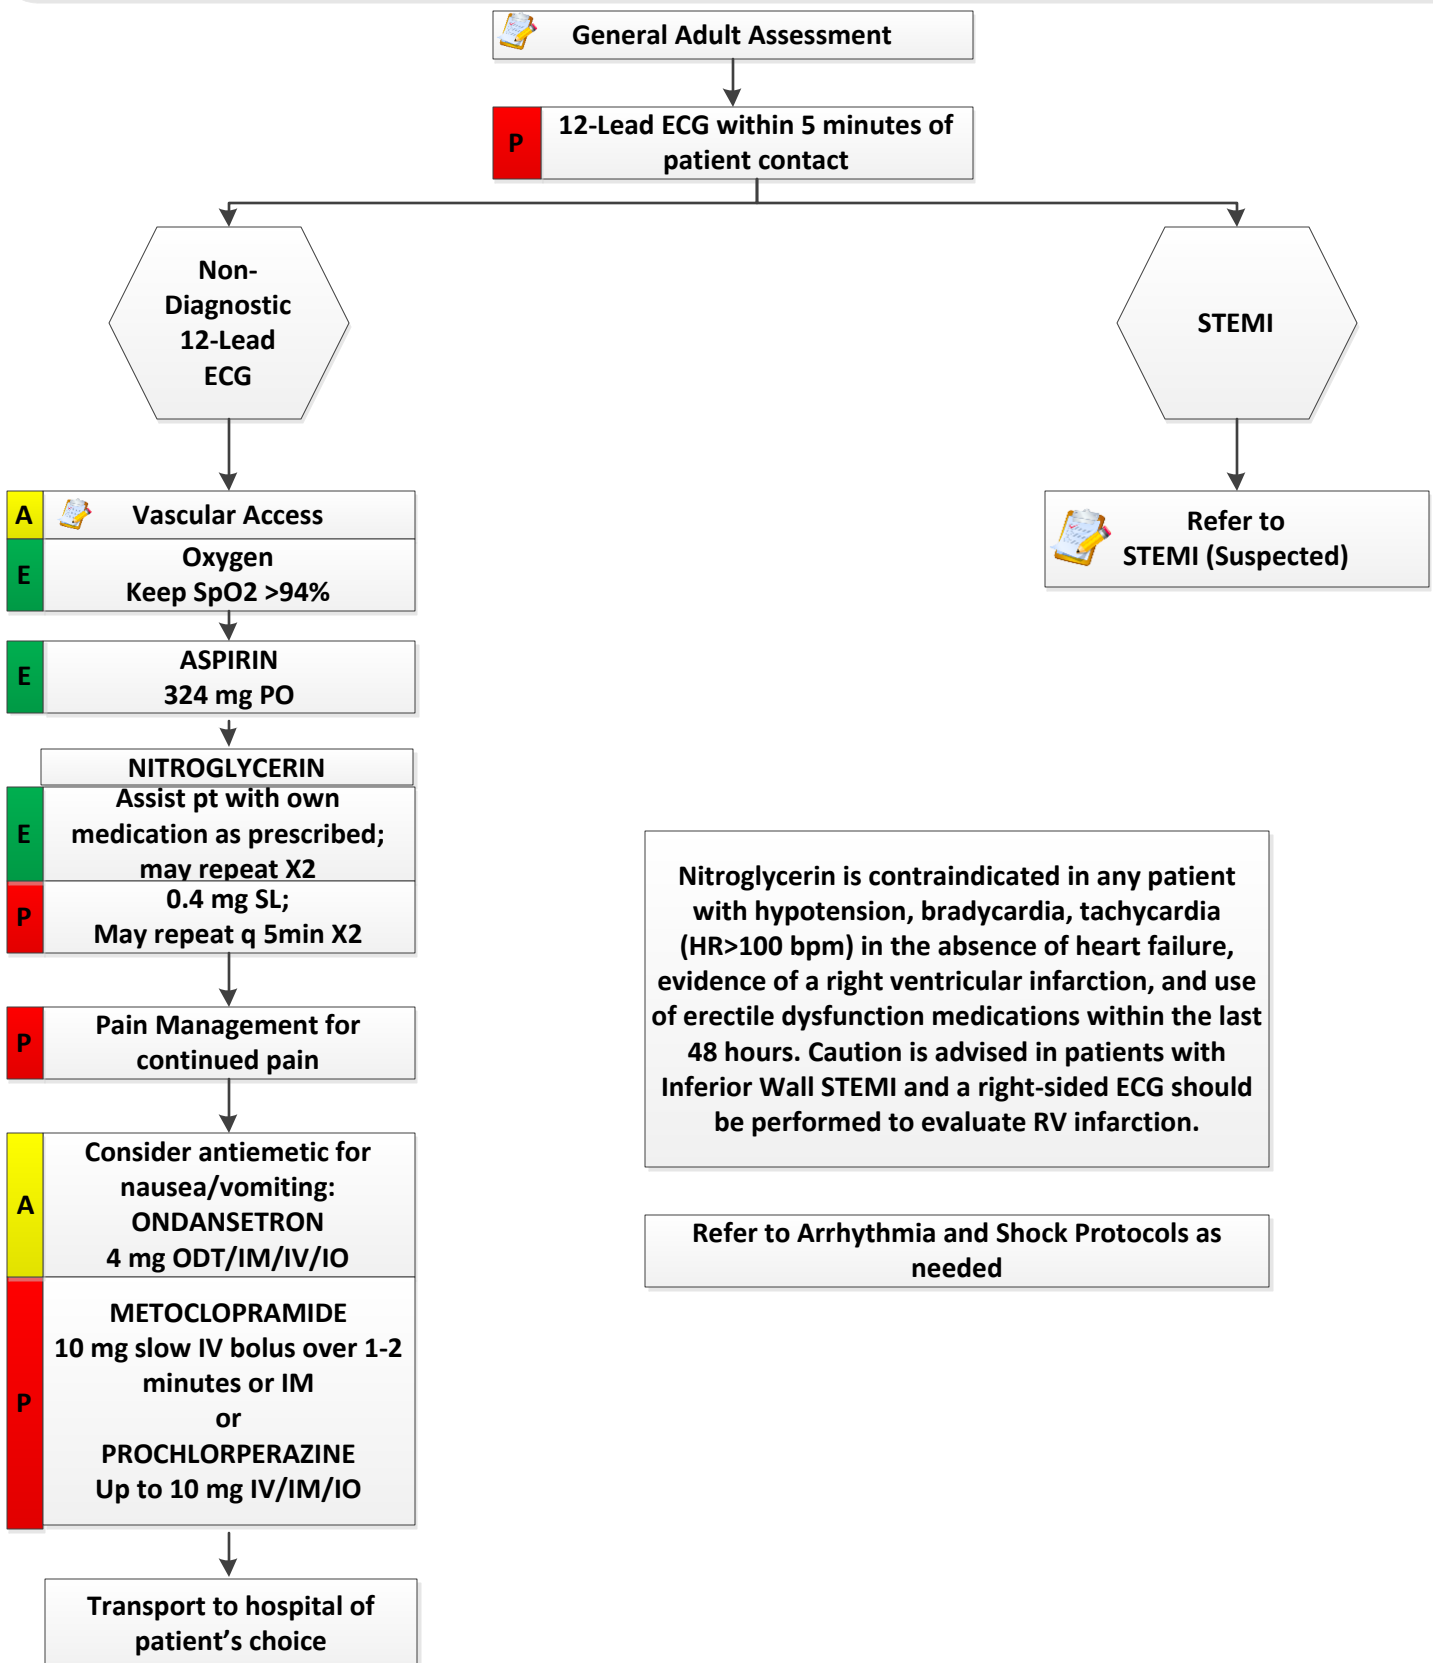 General Adult Assessment
P
12-Lead ECG within 5 minutes of
patient contact
Non-
Diagnostic
12-Lead
ECG
STEMI
A
Vascular Access
E
Oxygen
Keep SpO2 >94%
Refer to
STEMI (Suspected)
E
ASPIRIN
324 mg PO
NITROGLYCERIN
E
Assist pt with own
medication as prescribed;
may repeat X2
P
0.4 mg SL;
May repeat q 5min X2
P
Pain Management for
continued pain
A
Consider antiemetic for
nausea/vomiting:
ONDANSETRON
4 mg ODT/IM/IV/IO
P
METOCLOPRAMIDE
10 mg slow IV bolus over 1-2
minutes or IM
or
PROCHLORPERAZINE
Up to 10 mg IV/IM/IO
Transport to hospital of
patient's choice
Nitroglycerin is contraindicated in any patient
with hypotension, bradycardia, tachycardia
(HR>100 bpm) in the absence of heart failure,
evidence of a right ventricular infarction, and use
of erectile dysfunction medications within the last
48 hours. Caution is advised in patients with
Inferior Wall STEMI and a right-sided ECG should
be performed to evaluate RV infarction.
Refer to Arrhythmia and Shock Protocols as
needed